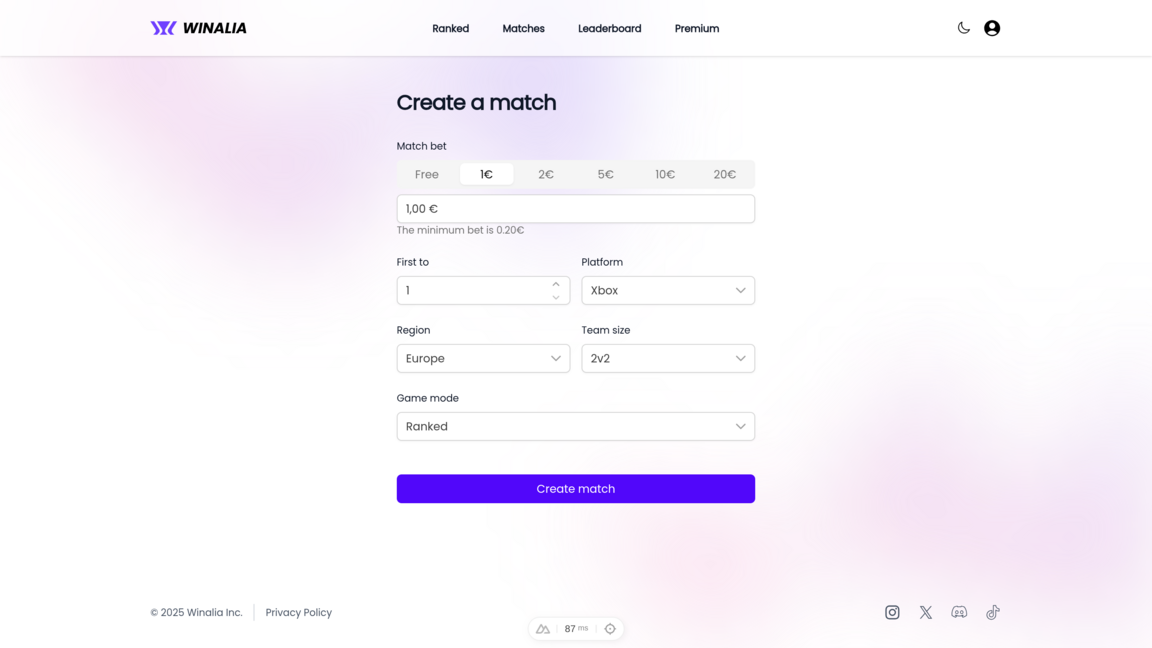 WINALIA
Ranked
Matches
Leaderboard
Premium
Create a match
Match bet
Free
1€
2€
5€
10€
20€
1,00 €
The minimum bet is 0.20€
First to
Platform
1
Xbox
Region
Team size
Europe
2v2
Game mode
Ranked
Create match
© 2025 Winalia Inc.
Privacy Policy
87 ms